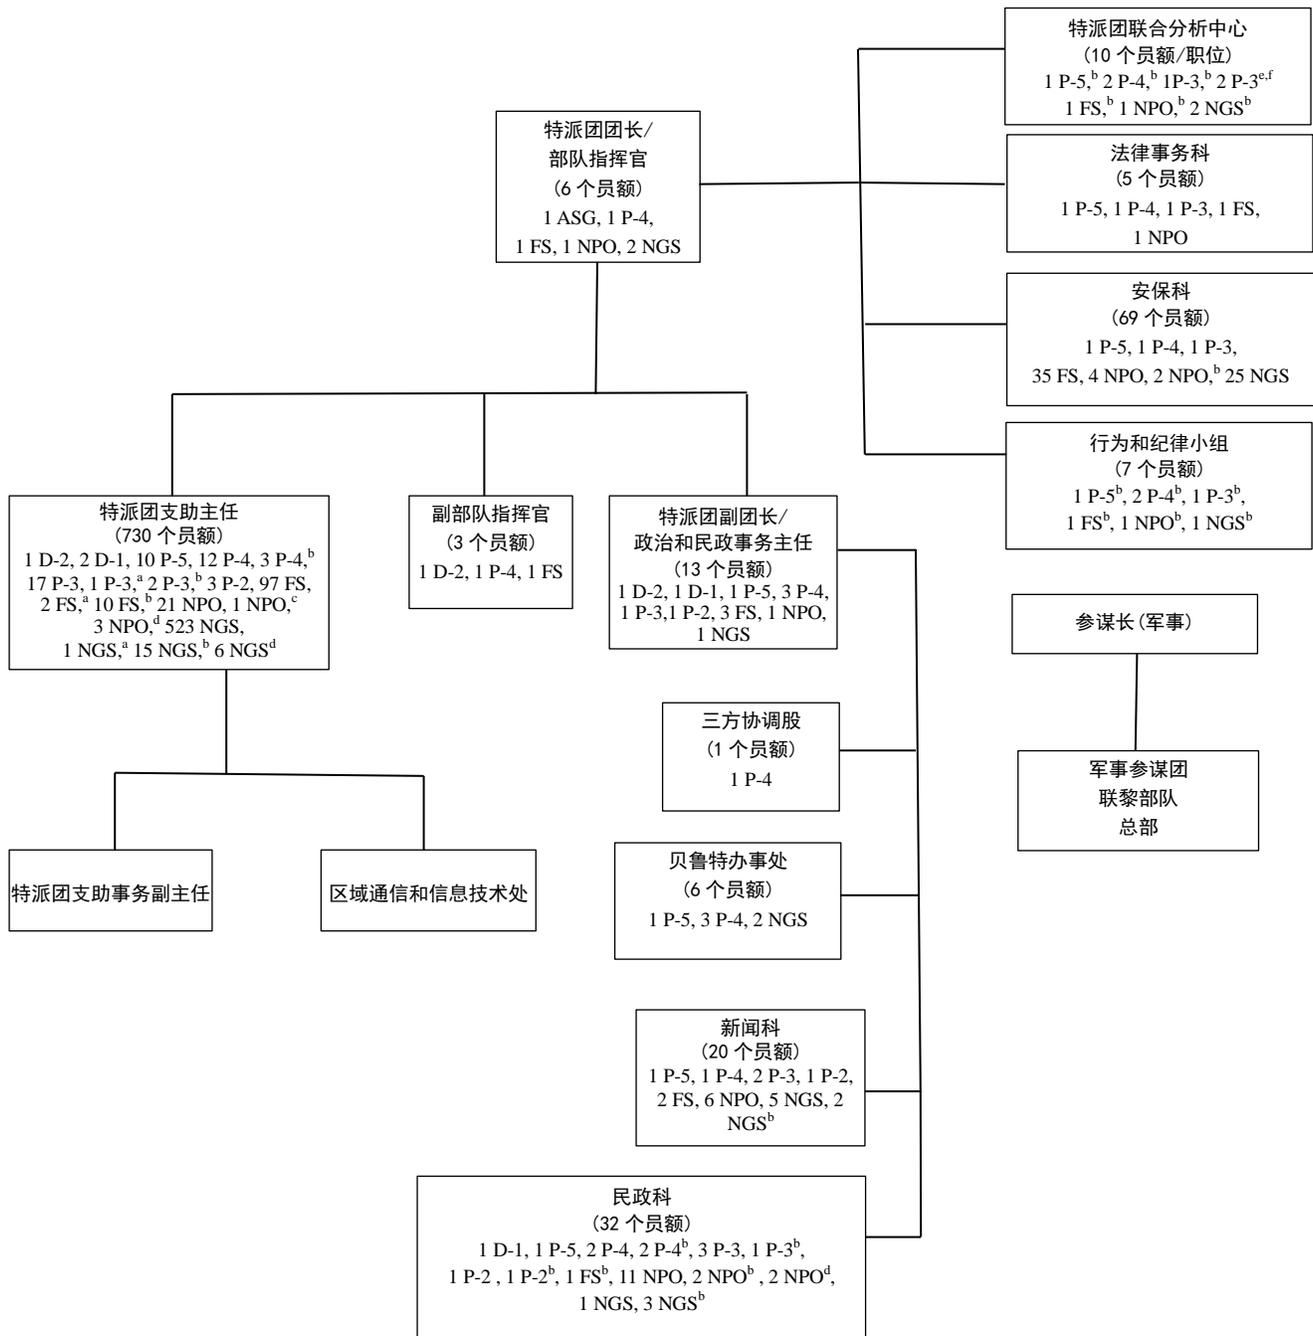 特派团联合分析中心
(10 个员额/职位)
1 P-5,ᵇ 2 P-4,ᵇ 1P-3,ᵇ 2 P-3ᵉ,ᶠ
1 FS,ᵇ 1 NPO,ᵇ 2 NGSᵇ
特派团团长/
部队指挥官
(6 个员额)
1 ASG, 1 P-4,
1 FS, 1 NPO, 2 NGS
法律事务科
(5 个员额)
1 P-5, 1 P-4, 1 P-3, 1 FS,
1 NPO
安保科
(69 个员额)
1 P-5, 1 P-4, 1 P-3,
35 FS, 4 NPO, 2 NPO,ᵇ 25 NGS
行为和纪律小组
(7 个员额)
1 P-5ᵇ, 2 P-4ᵇ, 1 P-3ᵇ,
1 FSᵇ, 1 NPOᵇ, 1 NGSᵇ
特派团支助主任
(730 个员额)
1 D-2, 2 D-1, 10 P-5, 12 P-4, 3 P-4,ᵇ
17 P-3, 1 P-3,ᵃ 2 P-3,ᵇ 3 P-2, 97 FS,
2 FS,ᵃ 10 FS,ᵇ 21 NPO, 1 NPO,ᶜ
3 NPO,ᵈ 523 NGS,
1 NGS,ᵃ 15 NGS,ᵇ 6 NGSᵈ
副部队指挥官
(3 个员额)
1 D-2, 1 P-4, 1 FS
特派团副团长/
政治和民政事务主任
(13 个员额)
1 D-2, 1 D-1, 1 P-5, 3 P-4,
1 P-3,1 P-2, 3 FS, 1 NPO,
1 NGS
参谋长(军事)
三方协调股
(1 个员额)
1 P-4
军事参谋团
联黎部队
总部
特派团支助事务副主任
区域通信和信息技术处
贝鲁特办事处
(6 个员额)
1 P-5, 3 P-4, 2 NGS
新闻科
(20 个员额)
1 P-5, 1 P-4, 2 P-3, 1 P-2,
2 FS, 6 NPO, 5 NGS, 2
NGSᵇ
民政科
(32 个员额)
1 D-1, 1 P-5, 2 P-4, 2 P-4ᵇ, 3 P-3, 1 P-3ᵇ,
1 P-2 , 1 P-2ᵇ, 1 FSᵇ, 11 NPO, 2 NPOᵇ , 2 NPOᵈ,
1 NGS, 3 NGSᵇ